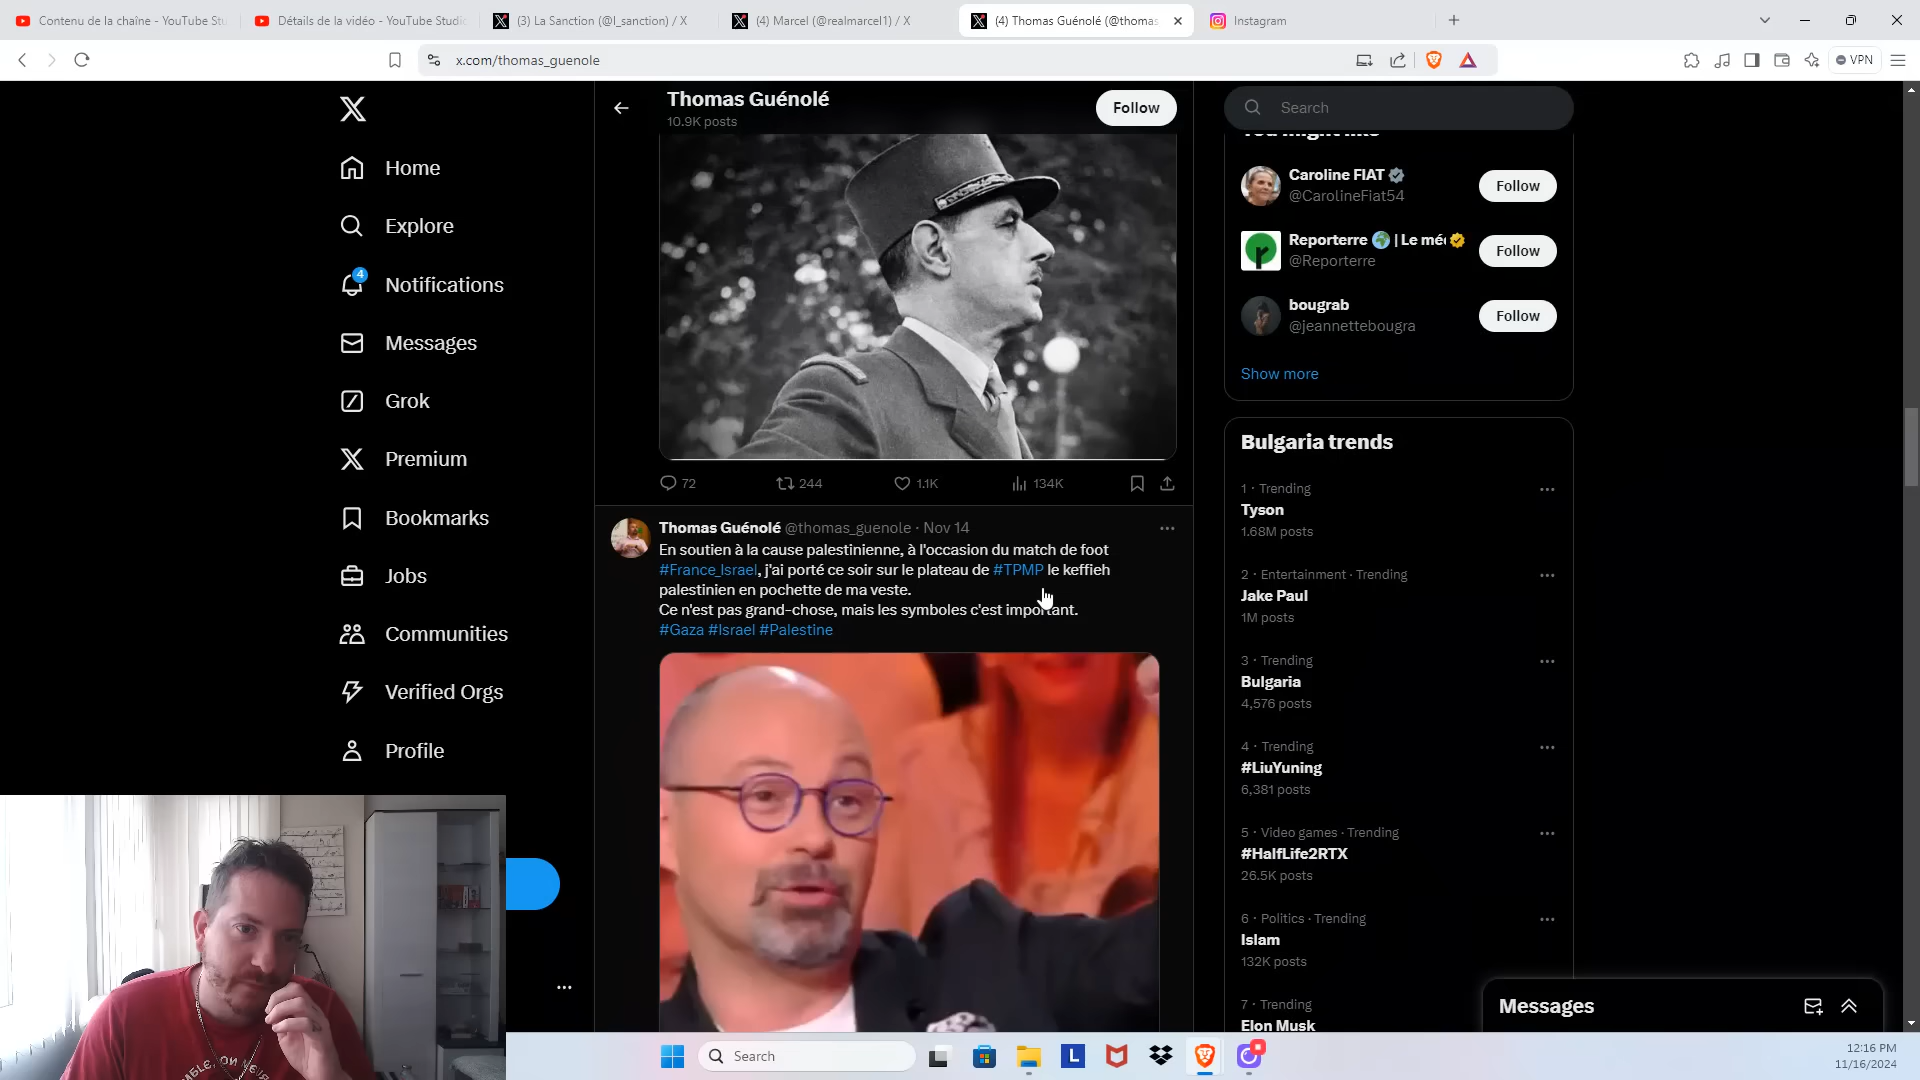 Contenu de la chaîne - YouTube Stu
Détails de la vidéo - YouTube Studio
(3) La Sanction (@l_sanction) / X
(4) Marcel (@realmarcel1) / X
(4) Thomas Guénolé (@thomas
Instagram
x.com/thomas_guenole
VPN
Home
Explore
4
Notifications
Messages
Grok
Premium
Bookmarks
Jobs
Communities
Verified Orgs
Profile
Thomas Guénolé
10.9K posts
Follow
72
244
1.1K
134K
Thomas Guénolé @thomas_guenole · Nov 14
En soutien à la cause palestinienne, à l'occasion du match de foot
#France_Israel, j'ai porté ce soir sur le plateau de #TPMP le keffieh
palestinien en pochette de ma veste.
Ce n'est pas grand-chose, mais les symboles c'est important.
#Gaza #Israel #Palestine
Search
You might like
Caroline FIAT
@CarolineFiat54
Follow
Reporterre | Le mé
@Reporterre
Follow
bougrab
@jeannettebougra
Follow
Show more
Bulgaria trends
1 · Trending
Tyson
1.68M posts
2 · Entertainment · Trending
Jake Paul
1M posts
3 · Trending
Bulgaria
4,576 posts
4 · Trending
#LiuYuning
6,381 posts
5 · Video games · Trending
#HalfLife2RTX
26.5K posts
6 · Politics · Trending
Islam
132K posts
7 · Trending
Elon Musk
Messages
Search
12:16 PM
11/16/2024